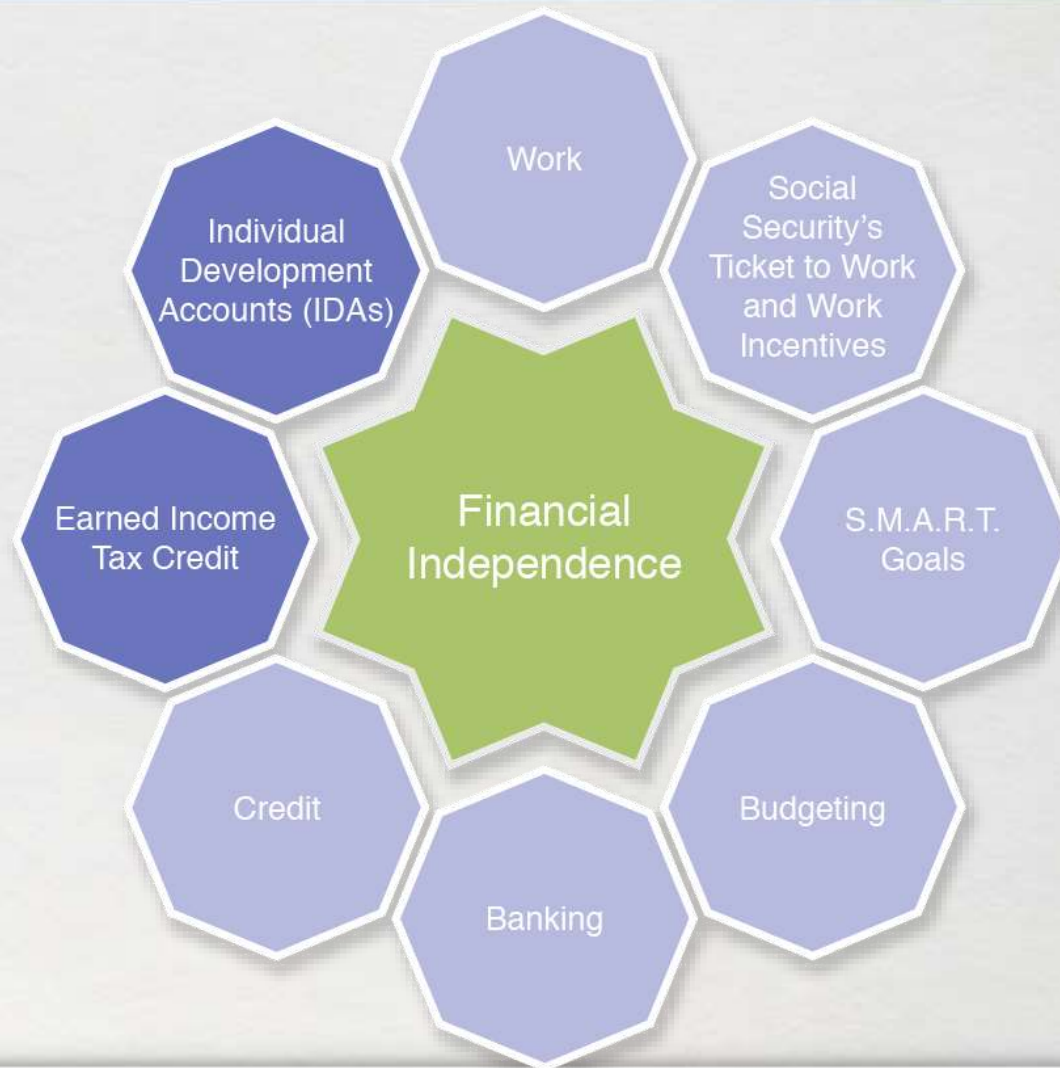 Work
Social
Security’s
Ticket to Work
and Work
Incentives
S.M.A.R.T.
Goals
Budgeting
Banking
Credit
Earned Income
Tax Credit
Individual
Development
Accounts (IDAs)
Financial
Independence